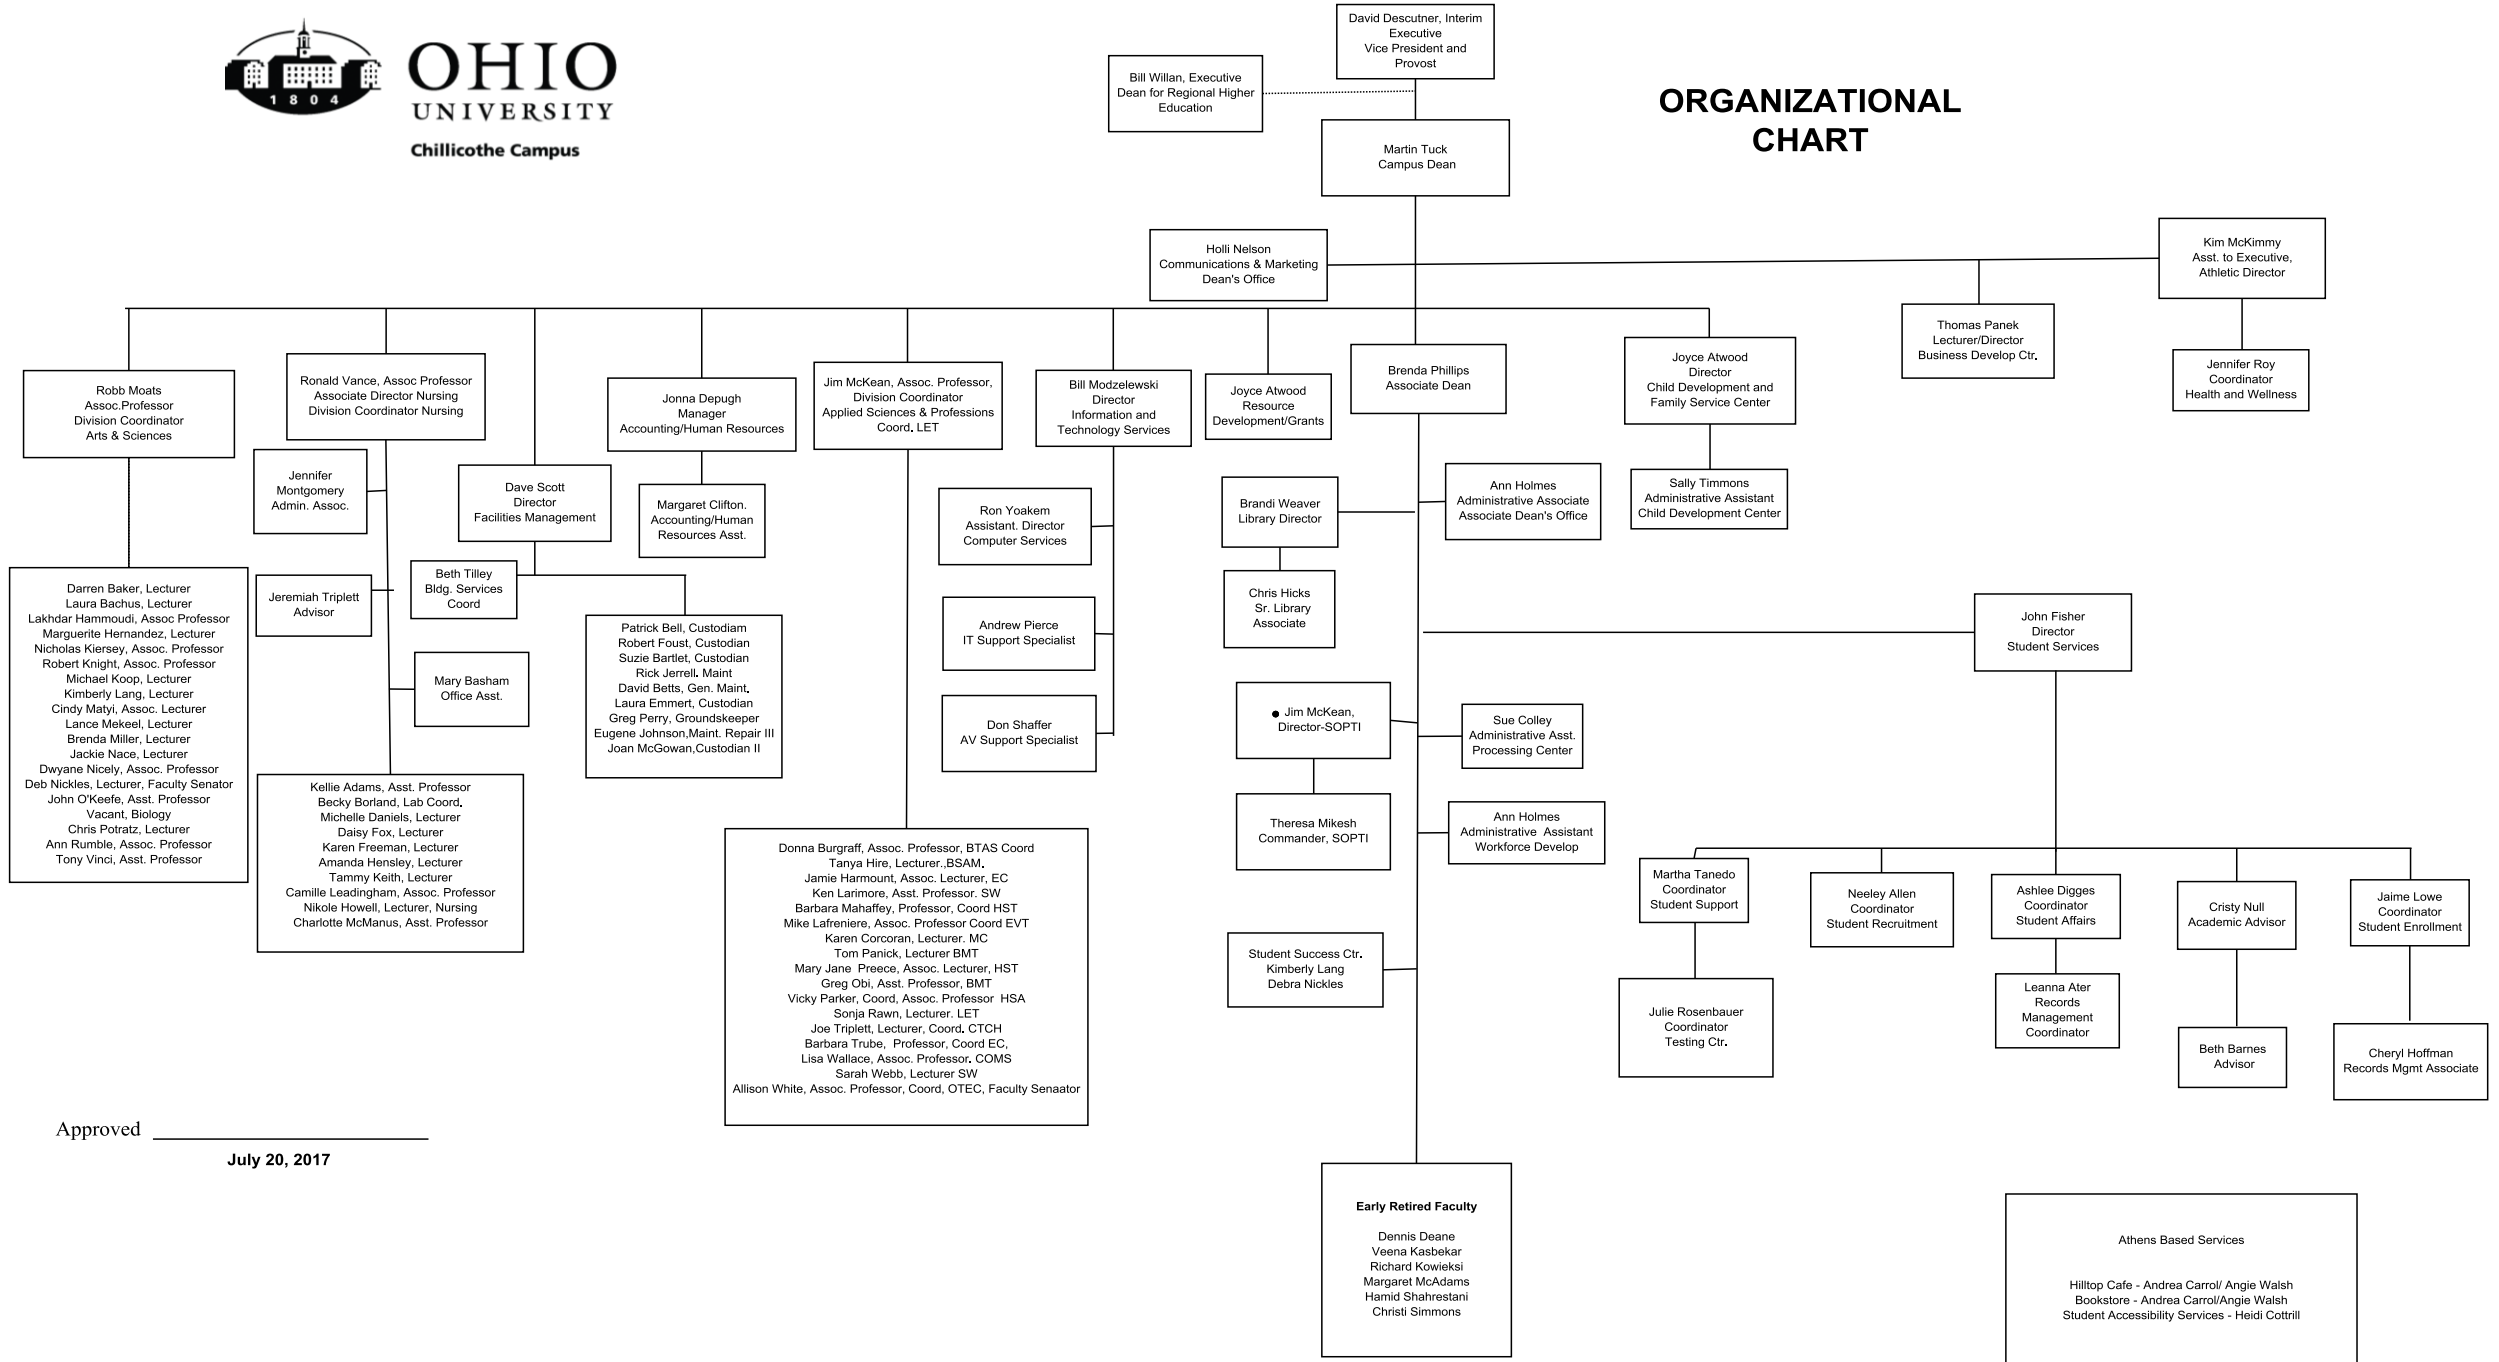 OHIO
UNIVERSITY
1804
Chillicothe Campus
ORGANIZATIONAL
CHART
David Descutner, Interim
Executive
Vice President and
Provost
Bill Willan, Executive
Dean for Regional Higher
Education
Martin Tuck
Campus Dean
Holli Nelson
Communications & Marketing
Dean's Office
Kim McKimmy
Asst. to Executive,
Athletic Director
Thomas Panek
Lecturer/Director
Business Develop Ctr.
Jennifer Roy
Coordinator
Health and Wellness
Robb Moats
Assoc.Professor
Division Coordinator
Arts & Sciences
Ronald Vance, Assoc Professor
Associate Director Nursing
Division Coordinator Nursing
Jonna Depugh
Manager
Accounting/Human Resources
Jim McKean, Assoc. Professor,
Division Coordinator
Applied Sciences & Professions
Coord. LET
Bill Modzelewski
Director
Information and
Technology Services
Joyce Atwood
Resource
Development/Grants
Brenda Phillips
Associate Dean
Joyce Atwood
Director
Child Development and
Family Service Center
Jennifer
Montgomery
Admin. Assoc.
Dave Scott
Director
Facilities Management
Margaret Clifton.
Accounting/Human
Resources Asst.
Ron Yoakem
Assistant. Director
Computer Services
Brandi Weaver
Library Director
Ann Holmes
Administrative Associate
Associate Dean's Office
Sally Timmons
Administrative Assistant
Child Development Center
Darren Baker, Lecturer
Laura Bachus, Lecturer
Lakhdar Hammoudi, Assoc Professor
Marguerite Hernandez, Lecturer
Nicholas Kiersey, Assoc. Professor
Robert Knight, Assoc. Professor
Michael Koop, Lecturer
Kimberly Lang, Lecturer
Cindy Matyi, Assoc. Lecturer
Lance Mekeel, Lecturer
Brenda Miller, Lecturer
Jackie Nace, Lecturer
Dwyane Nicely, Assoc. Professor
Deb Nickles, Lecturer, Faculty Senator
John O'Keefe, Asst. Professor
Vacant, Biology
Chris Potratz, Lecturer
Ann Rumble, Assoc. Professor
Tony Vinci, Asst. Professor
Jeremiah Triplett
Advisor
Beth Tilley
Bldg. Services
Coord
Mary Basham
Office Asst.
Patrick Bell, Custodiam
Robert Foust, Custodian
Suzie Bartlet, Custodian
Rick Jerrell. Maint
David Betts, Gen. Maint.
Laura Emmert, Custodian
Greg Perry, Groundskeeper
Eugene Johnson,Maint. Repair III
Joan McGowan,Custodian II
Andrew Pierce
IT Support Specialist
Don Shaffer
AV Support Specialist
Chris Hicks
Sr. Library
Associate
John Fisher
Director
Student Services
● Jim McKean,
Director-SOPTI
Sue Colley
Administrative Asst.
Processing Center
Theresa Mikesh
Commander, SOPTI
Ann Holmes
Administrative Assistant
Workforce Develop
Kellie Adams, Asst. Professor
Becky Borland, Lab Coord.
Michelle Daniels, Lecturer
Daisy Fox, Lecturer
Karen Freeman, Lecturer
Amanda Hensley, Lecturer
Tammy Keith, Lecturer
Camille Leadingham, Assoc. Professor
Nikole Howell, Lecturer, Nursing
Charlotte McManus, Asst. Professor
Donna Burgraff, Assoc. Professor, BTAS Coord
Tanya Hire, Lecturer.,BSAM.
Jamie Harmount, Assoc. Lecturer, EC
Ken Larimore, Asst. Professor. SW
Barbara Mahaffey, Professor, Coord HST
Mike Lafreniere, Assoc. Professor Coord EVT
Karen Corcoran, Lecturer. MC
Tom Panick, Lecturer BMT
Mary Jane Preece, Assoc. Lecturer, HST
Greg Obi, Asst. Professor, BMT
Vicky Parker, Coord, Assoc. Professor HSA
Sonja Rawn, Lecturer. LET
Joe Triplett, Lecturer, Coord. CTCH
Barbara Trube, Professor, Coord EC,
Lisa Wallace, Assoc. Professor. COMS
Sarah Webb, Lecturer SW
Allison White, Assoc. Professor, Coord, OTEC, Faculty Senaator
Student Success Ctr.
Kimberly Lang
Debra Nickles
Martha Tanedo
Coordinator
Student Support
Neeley Allen
Coordinator
Student Recruitment
Ashlee Digges
Coordinator
Student Affairs
Cristy Null
Academic Advisor
Jaime Lowe
Coordinator
Student Enrollment
Julie Rosenbauer
Coordinator
Testing Ctr.
Leanna Ater
Records
Management
Coordinator
Beth Barnes
Advisor
Cheryl Hoffman
Records Mgmt Associate
Approved
July 20, 2017
Early Retired Faculty
Dennis Deane
Veena Kasbekar
Richard Kowieksi
Margaret McAdams
Hamid Shahrestani
Christi Simmons
Athens Based Services
Hilltop Cafe - Andrea Carrol/ Angie Walsh
Bookstore - Andrea Carrol/Angie Walsh
Student Accessibility Services - Heidi Cottrill